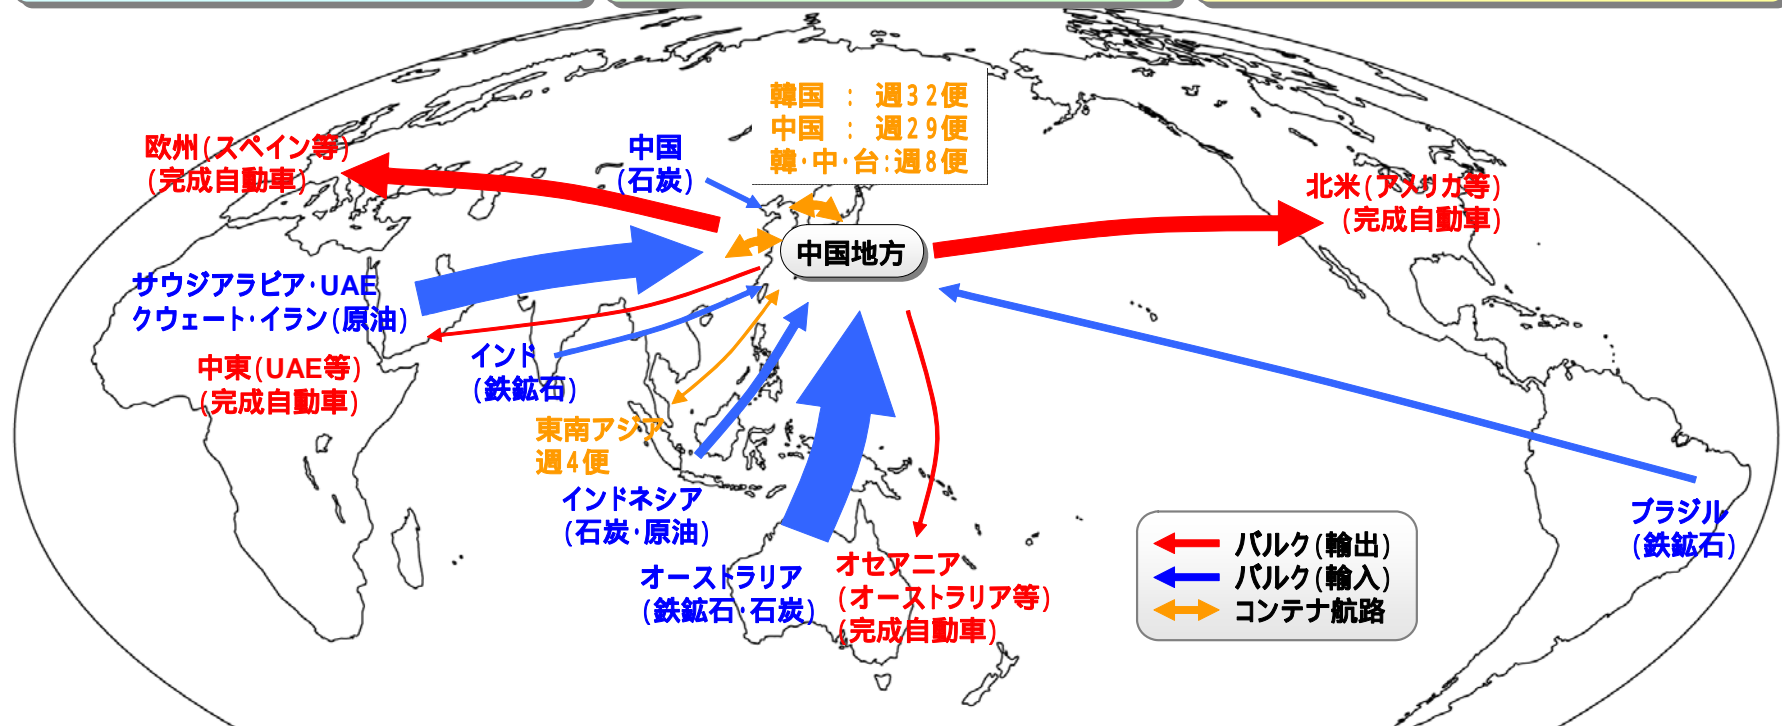 韓国 : 週32便
中国 : 週29便
韓・中・台:週8便
欧州(スペイン等)
(完成自動車)
中国
(石炭)
北米(アメリカ等)
(完成自動車)
中国地方
サウジアラビア・UAE
クウェート・イラン(原油)
中東(UAE等)
(完成自動車)
インド
(鉄鉱石)
東南アジア
週4便
インドネシア
(石炭・原油)
オーストラリア
(鉄鉱石・石炭)
オセアニア
(オーストラリア等)
(完成自動車)
ブラジル
(鉄鉱石)
バルク(輸出)
バルク(輸入)
コンテナ航路